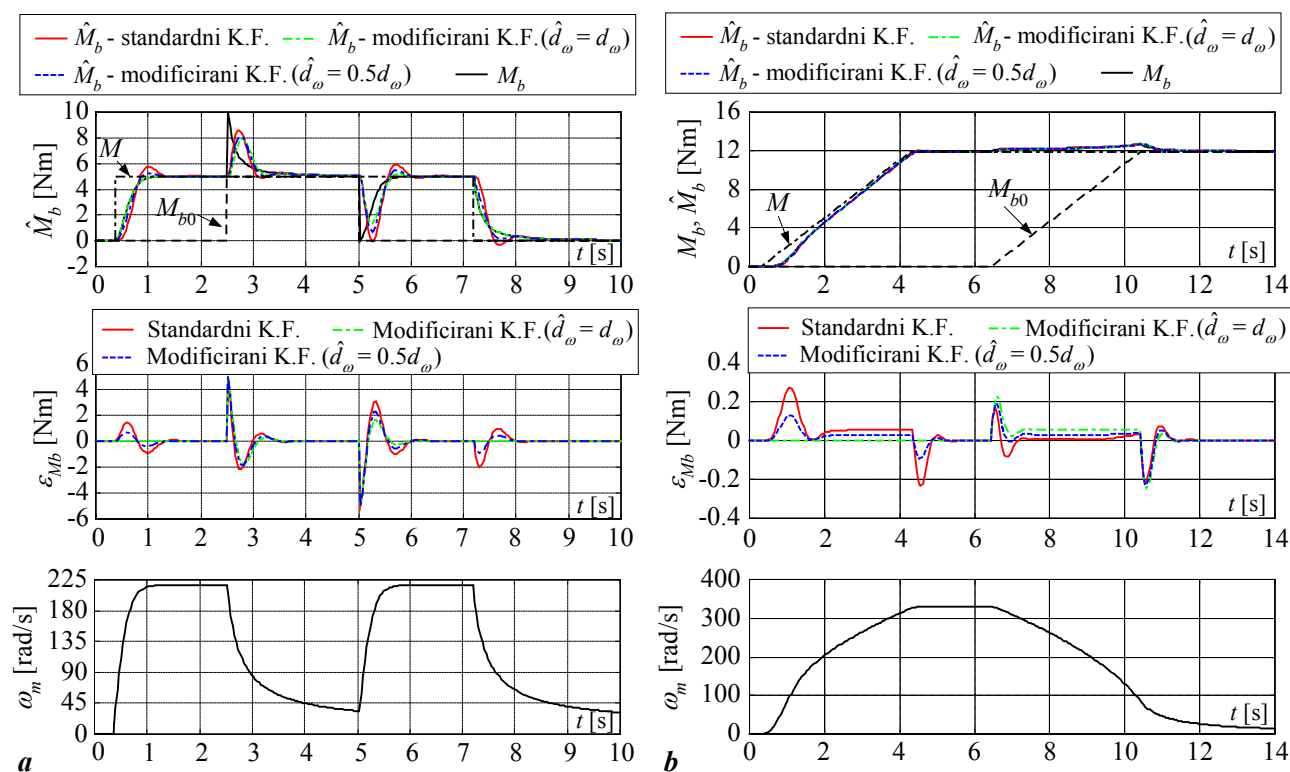 M̂_b - standardni K.F. M̂_b - modificirani K.F. (d̂_ω = d_ω)
M̂_b - modificirani K.F. (d̂_ω = 0.5d_ω) M_b
10
8
6
4
2
0
-2
M̂_b [Nm]
M
M_b0
t [s]
0 1 2 3 4 5 6 7 8 9 10
Standardni K.F. Modificirani K.F. (d̂_ω = d_ω)
Modificirani K.F. (d̂_ω = 0.5d_ω)
6
4
2
0
-2
-4
-6
ε_Mb [Nm]
t [s]
0 1 2 3 4 5 6 7 8 9 10
225
180
135
90
45
0
ω_m [rad/s]
t [s]
0 1 2 3 4 5 6 7 8 9 10
a
M̂_b - standardni K.F. M̂_b - modificirani K.F. (d̂_ω = d_ω)
M̂_b - modificirani K.F. (d̂_ω = 0.5d_ω) M_b
16
12
8
4
0
M_b, M̂_b [Nm]
M
M_b0
t [s]
0 2 4 6 8 10 12 14
Standardni K.F. Modificirani K.F. (d̂_ω = d_ω)
Modificirani K.F. (d̂_ω = 0.5d_ω)
0.4
0.2
0
-0.2
-0.4
ε_Mb [Nm]
t [s]
0 2 4 6 8 10 12 14
400
300
200
100
0
ω_m [rad/s]
t [s]
0 2 4 6 8 10 12 14
b